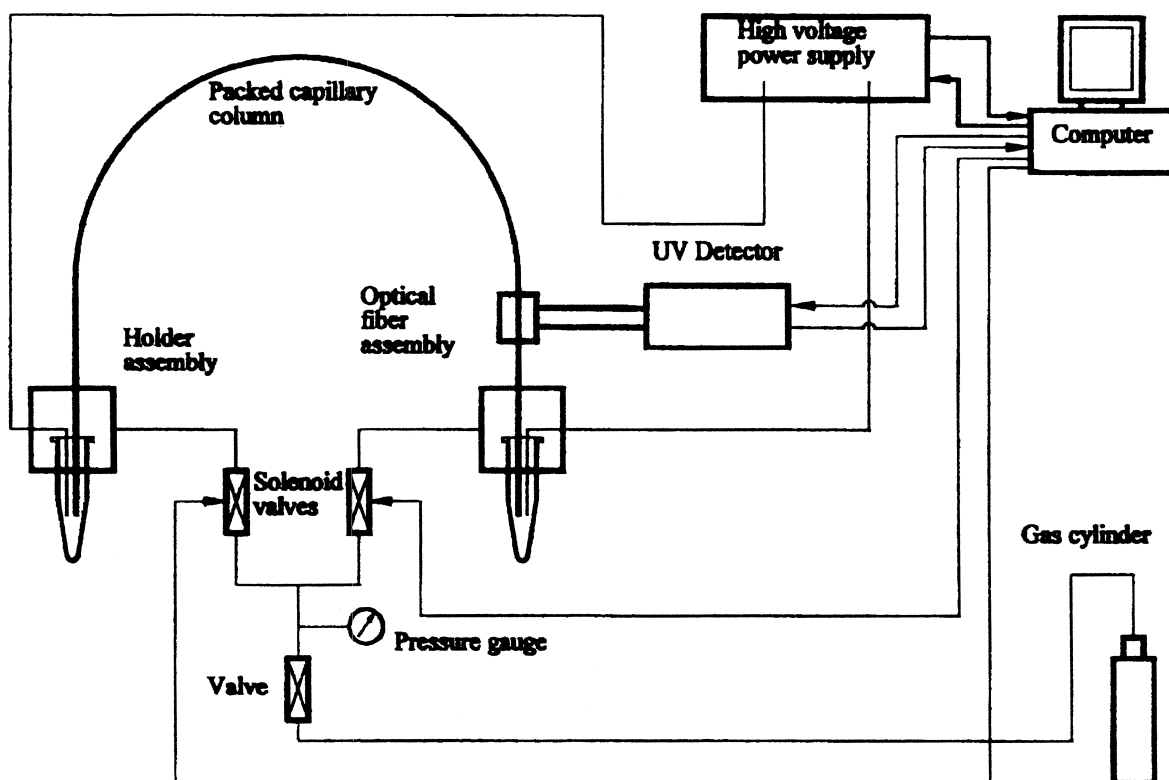 High voltage
power supply
Packed capillary
column
Computer
UV Detector
Optical
fiber
assembly
Holder
assembly
Solenoid
valves
Gas cylinder
Pressure gauge
Valve